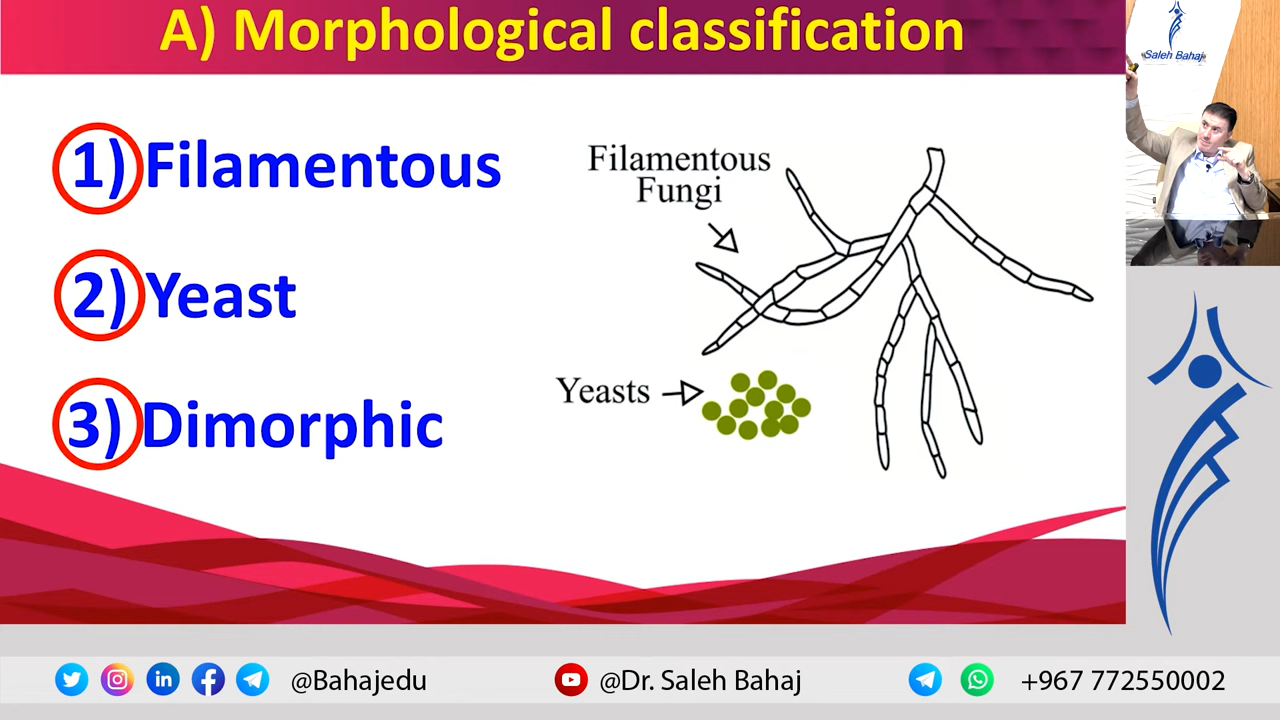 A) Morphological classification
Saleh Bahaj
1) Filamentous
2) Yeast
3) Dimorphic
Filamentous
Fungi
Yeasts
@Bahajedu
@Dr. Saleh Bahaj
+967 772550002